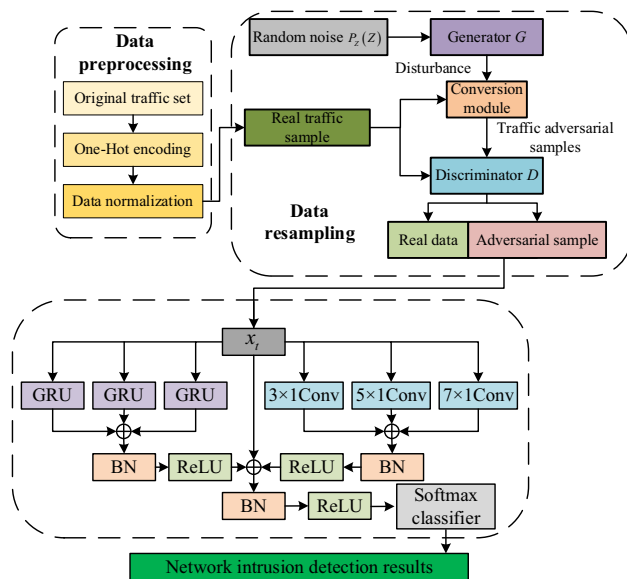 Data
preprocessing
Original traffic set
One-Hot encoding
Data normalization
Random noise P_Z(Z)
Generator G
Disturbance
Conversion
module
Real traffic
sample
Traffic adversarial
samples
Discriminator D
Data
resampling
Real data
Adversarial sample
x_t
GRU
GRU
GRU
3×1Conv
5×1Conv
7×1Conv
BN
ReLU
ReLU
BN
BN
ReLU
Softmax
classifier
Network intrusion detection results